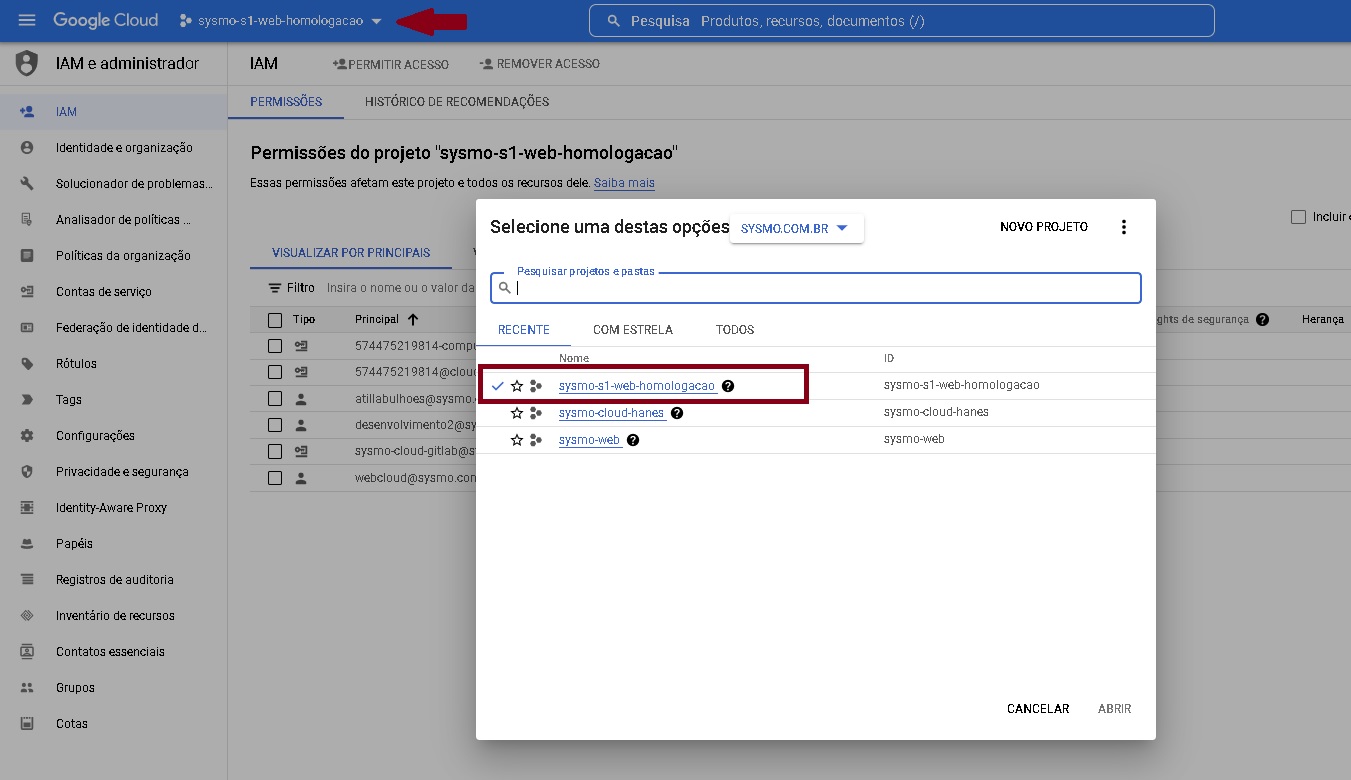 Google Cloud sysmo-s1-web-homologacao Pesquisa Produtos, recursos, documentos (/)
IAM e administrador
IAM PERMITIR ACESSO REMOVER ACESSO
IAM
Identidade e organização
Solucionador de problemas...
Analisador de políticas ...
Políticas da organização
Contas de serviço
Federação de identidade d...
Rótulos
Tags
Configurações
Privacidade e segurança
Identity-Aware Proxy
Papéis
Registros de auditoria
Inventário de recursos
Contatos essenciais
Grupos
Cotas
PERMISSÕES HISTÓRICO DE RECOMENDAÇÕES
Permissões do projeto "sysmo-s1-web-homologacao"
Essas permissões afetam este projeto e todos os recursos dele. Saiba mais
Incluir
VISUALIZAR POR PRINCIPAIS
Filtro Insira o nome ou o valor da
Tipo Principal ghts de segurança Herança
574475219814-compu
574475219814@cloud
atillabulhoes@sysmo.
desenvolvimento2@sy
sysmo-cloud-gitlab@s
webcloud@sysmo.con
Selecione uma destas opções SYSMO.COM.BR NOVO PROJETO
Pesquisar projetos e pastas
RECENTE COM ESTRELA TODOS
Nome ID
sysmo-s1-web-homologacao sysmo-s1-web-homologacao
sysmo-cloud-hanes sysmo-cloud-hanes
sysmo-web sysmo-web
CANCELAR ABRIR